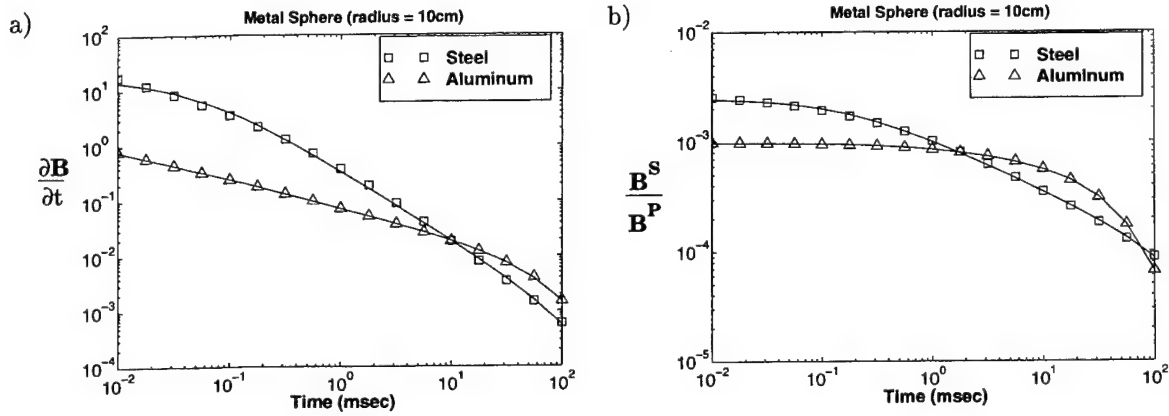 a)
Metal Sphere (radius = 10cm)
10^2
10^1
10^0
10^-1
10^-2
10^-3
10^-4
∂B
∂t
Steel
Aluminum
10^-2 10^-1 10^0 10^1 10^2
Time (msec)
b)
Metal Sphere (radius = 10cm)
10^-2
10^-3
10^-4
10^-5
B^S
B^P
Steel
Aluminum
10^-2 10^-1 10^0 10^1 10^2
Time (msec)